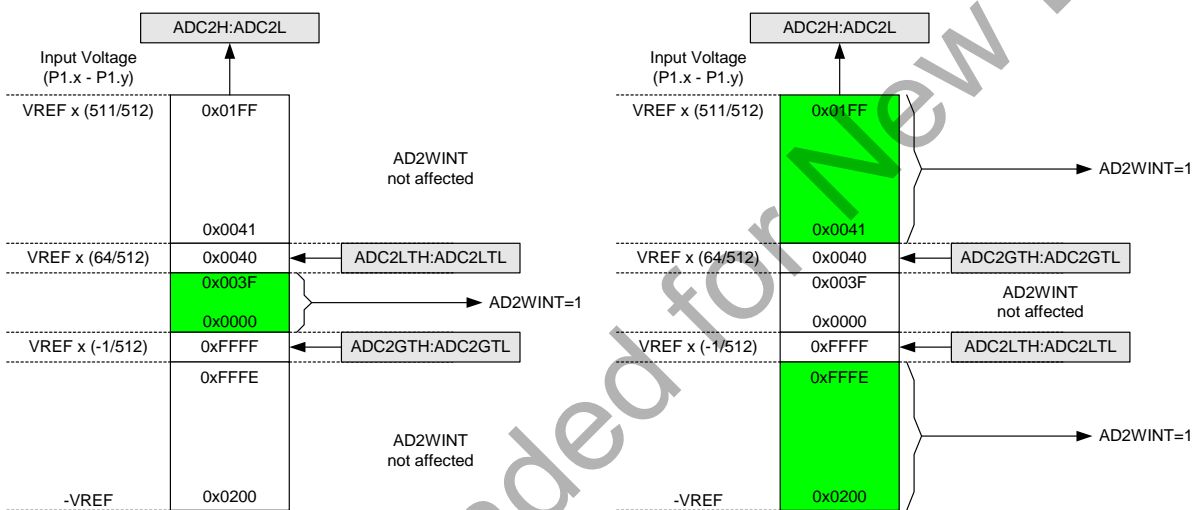 ADC2H:ADC2L
Input Voltage
(P1.x - P1.y)
VREF x (511/512)
0x01FF
AD2WINT
not affected
0x0041
VREF x (64/512)
0x0040
ADC2LTH:ADC2LTL
0x003F
AD2WINT=1
0x0000
VREF x (-1/512)
0xFFFF
ADC2GTH:ADC2GTL
0xFFFE
AD2WINT
not affected
-VREF
0x0200
ADC2H:ADC2L
Input Voltage
(P1.x - P1.y)
VREF x (511/512)
0x01FF
AD2WINT=1
0x0041
VREF x (64/512)
0x0040
ADC2GTH:ADC2GTL
0x003F
AD2WINT
not affected
0x0000
VREF x (-1/512)
0xFFFF
ADC2LTH:ADC2LTL
0xFFFE
AD2WINT=1
-VREF
0x0200
for New